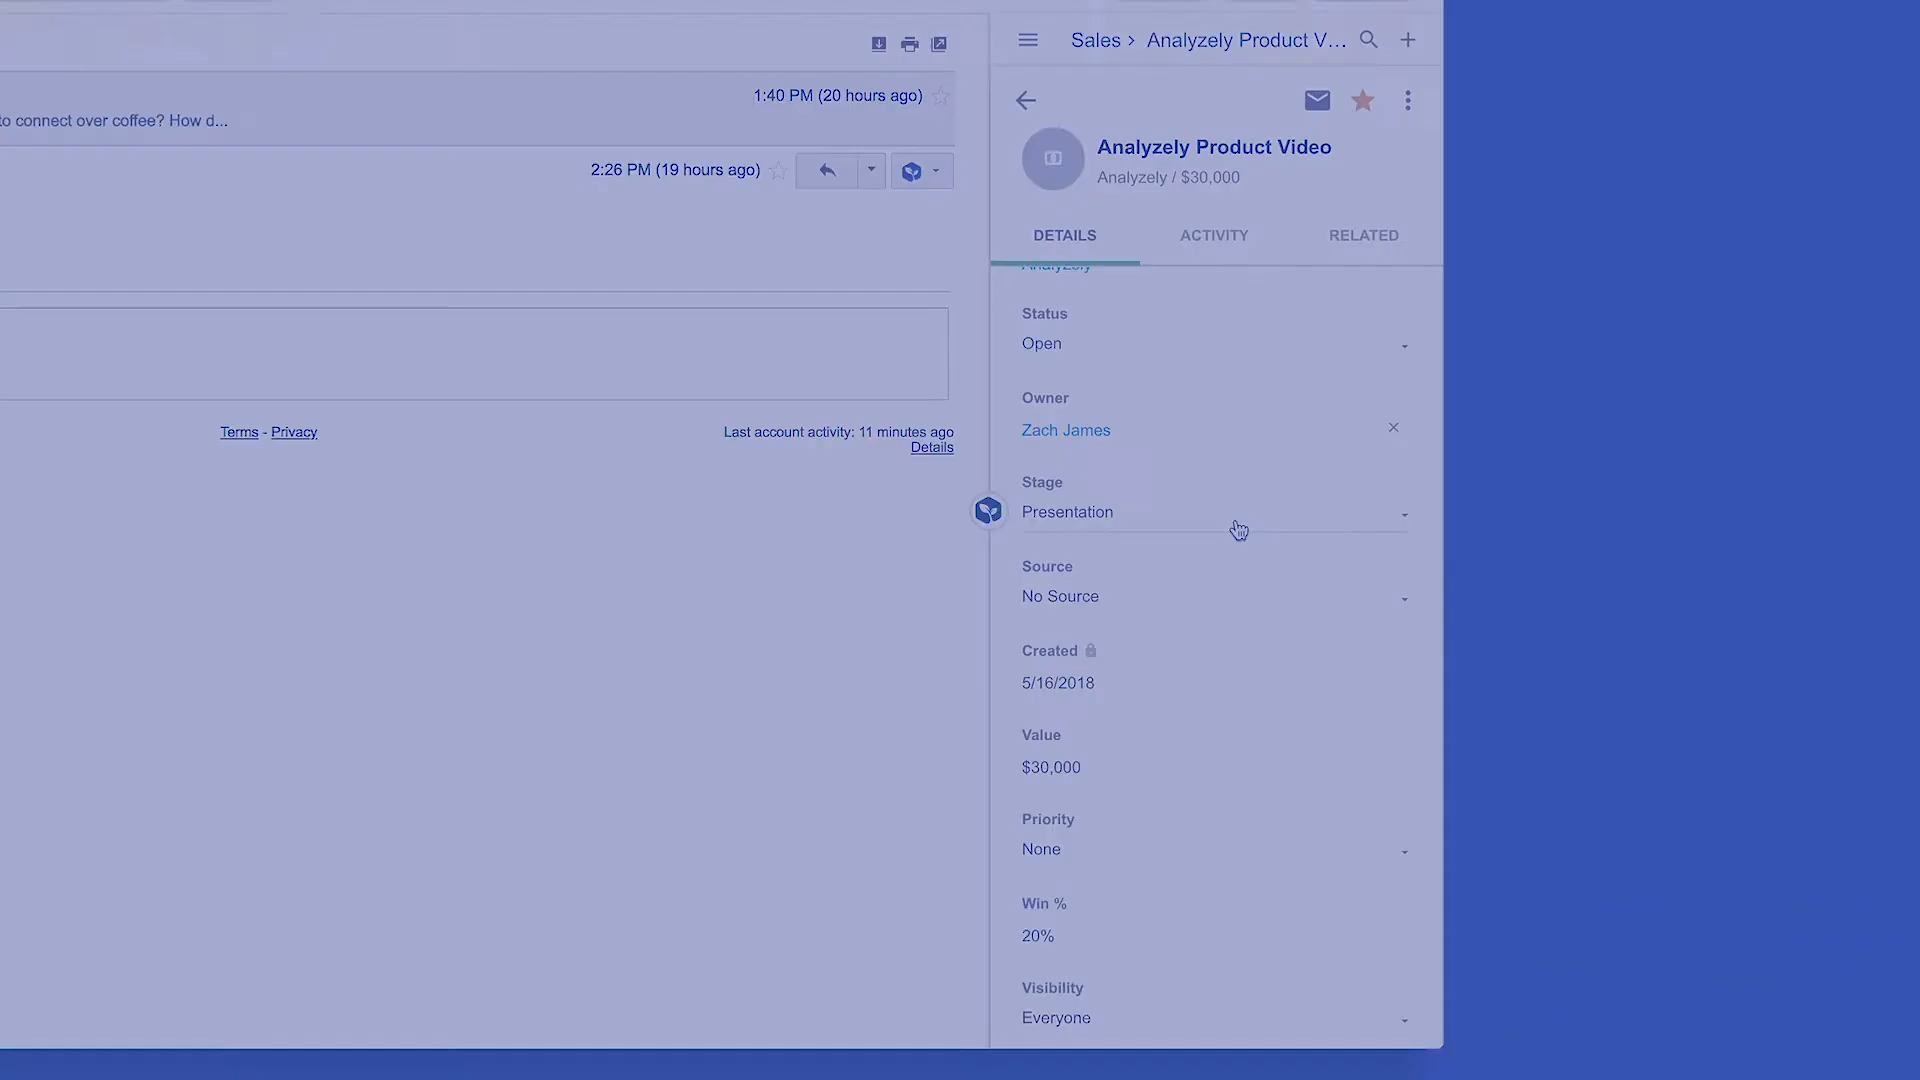 Sales › Analyzely Product V...
1:40 PM (20 hours ago)
to connect over coffee? How d...
2:26 PM (19 hours ago)
Terms - Privacy
Last account activity: 11 minutes ago
Details
Analyzely Product Video
Analyzely / $30,000
DETAILS ACTIVITY RELATED
Analyzely
Status
Open
Owner
Zach James
Stage
Presentation
Source
No Source
Created
5/16/2018
Value
$30,000
Priority
None
Win %
20%
Visibility
Everyone